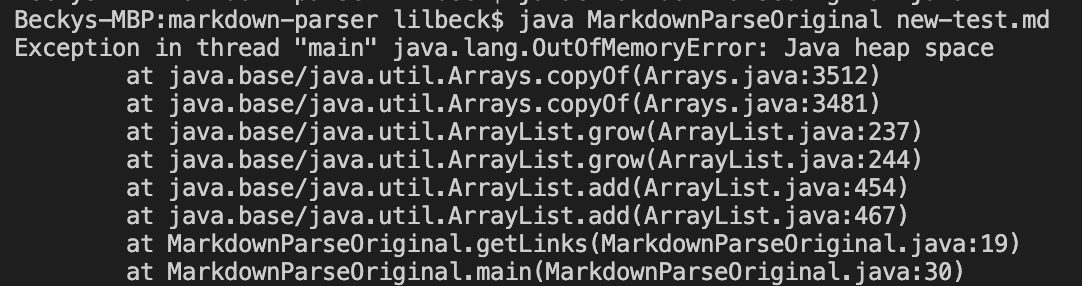 Beckys-MBP:markdown-parser lilbeck$ java MarkdownParseOriginal new-test.md
Exception in thread "main" java.lang.OutOfMemoryError: Java heap space
        at java.base/java.util.Arrays.copyOf(Arrays.java:3512)
        at java.base/java.util.Arrays.copyOf(Arrays.java:3481)
        at java.base/java.util.ArrayList.grow(ArrayList.java:237)
        at java.base/java.util.ArrayList.grow(ArrayList.java:244)
        at java.base/java.util.ArrayList.add(ArrayList.java:454)
        at java.base/java.util.ArrayList.add(ArrayList.java:467)
        at MarkdownParseOriginal.getLinks(MarkdownParseOriginal.java:19)
        at MarkdownParseOriginal.main(MarkdownParseOriginal.java:30)